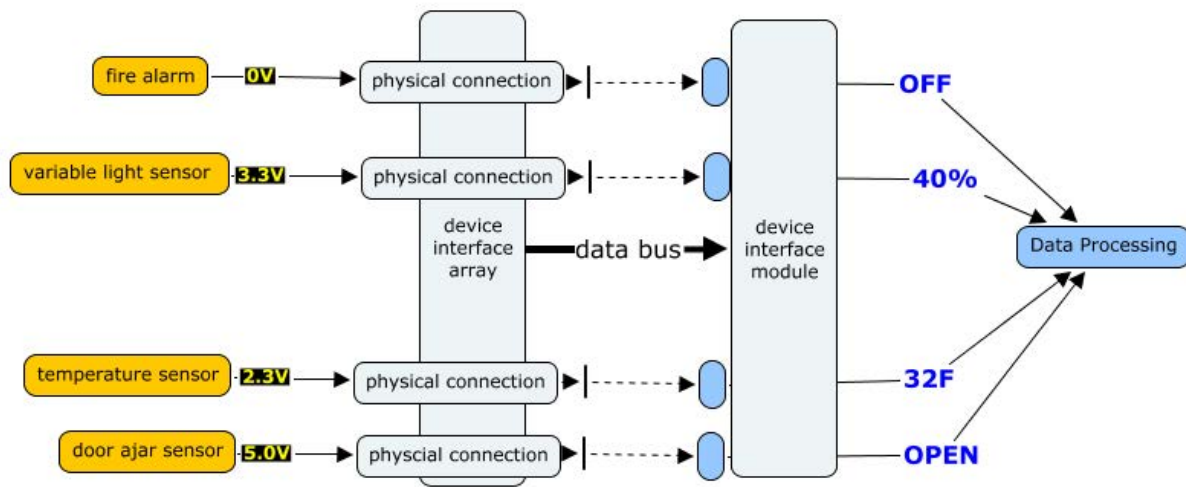 fire alarm
0V
physical connection
OFF
variable light sensor
3.3V
physical connection
40%
device
interface
array
data bus
device
interface
module
Data Processing
temperature sensor
2.3V
physical connection
32F
door ajar sensor
5.0V
physcial connection
OPEN